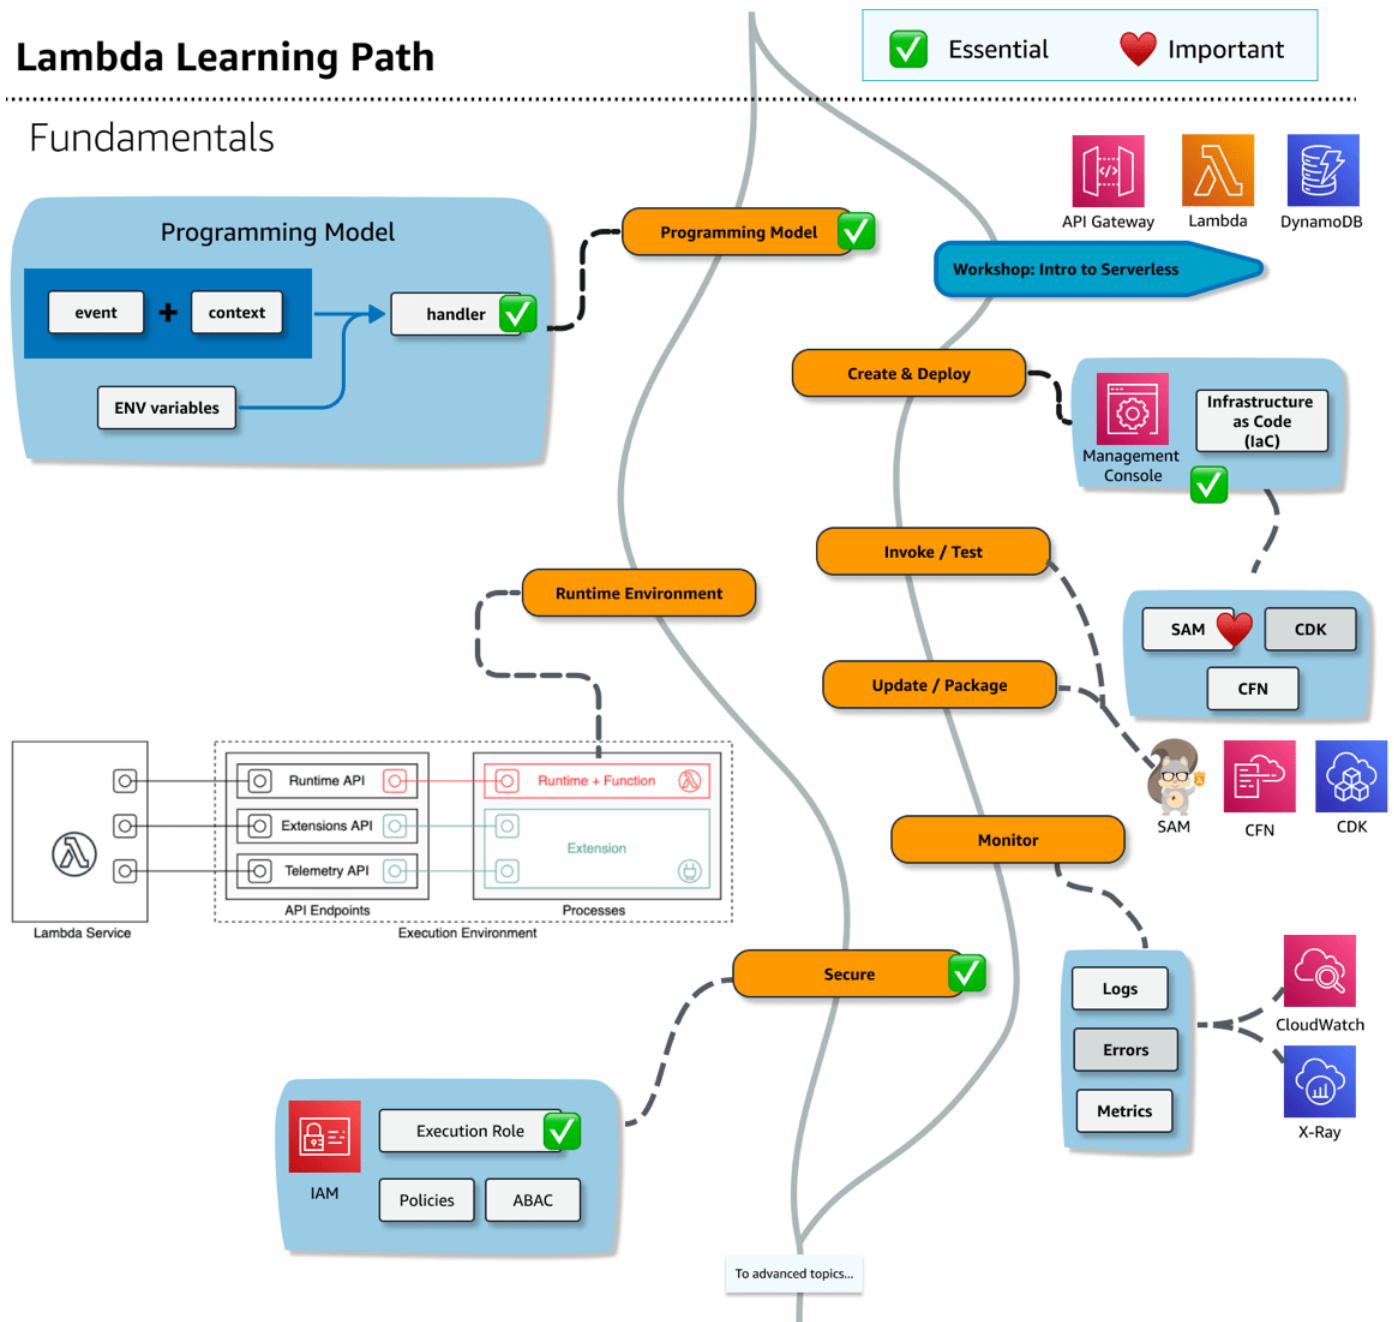 Lambda Learning Path
Essential
Important
Fundamentals
API Gateway
Lambda
DynamoDB
Programming Model
event
context
handler
ENV variables
Programming Model
Workshop: Intro to Serverless
Create & Deploy
Management
Console
Infrastructure
as Code
(IaC)
Invoke / Test
Runtime Environment
SAM
CDK
CFN
Update / Package
SAM
CFN
CDK
Runtime API
Extensions API
Telemetry API
API Endpoints
Runtime + Function
Extension
Processes
Lambda Service
Execution Environment
Monitor
Logs
Errors
Metrics
CloudWatch
X-Ray
Secure
IAM
Execution Role
Policies
ABAC
To advanced topics...